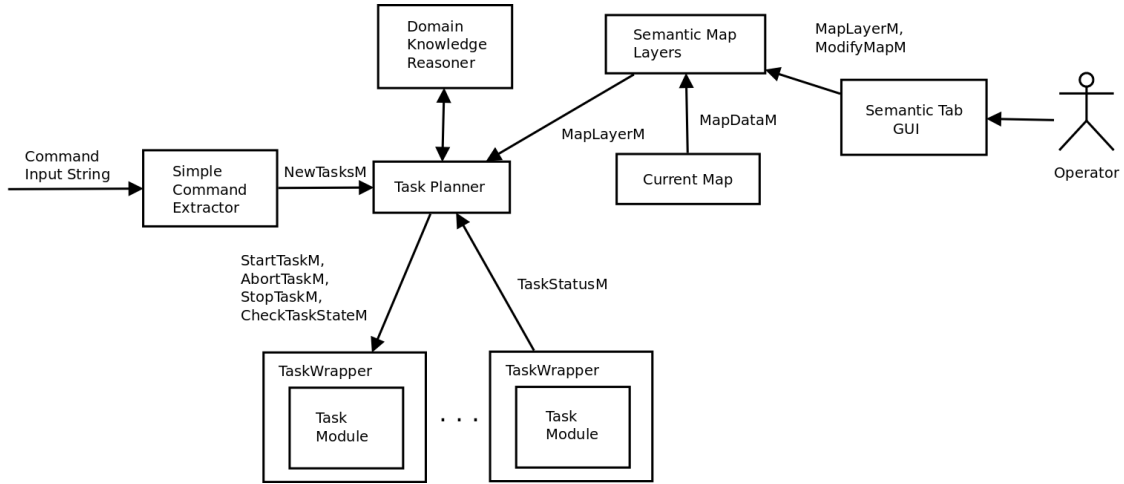 Domain
Knowledge
Reasoner
Semantic Map
Layers
MapLayerM,
ModifyMapM
Semantic Tab
GUI
Operator
MapLayerM
MapDataM
Current Map
Command
Input String
Simple
Command
Extractor
NewTasksM
Task Planner
StartTaskM,
AbortTaskM,
StopTaskM,
CheckTaskStateM
TaskStatusM
TaskWrapper
Task
Module
. . .
TaskWrapper
Task
Module